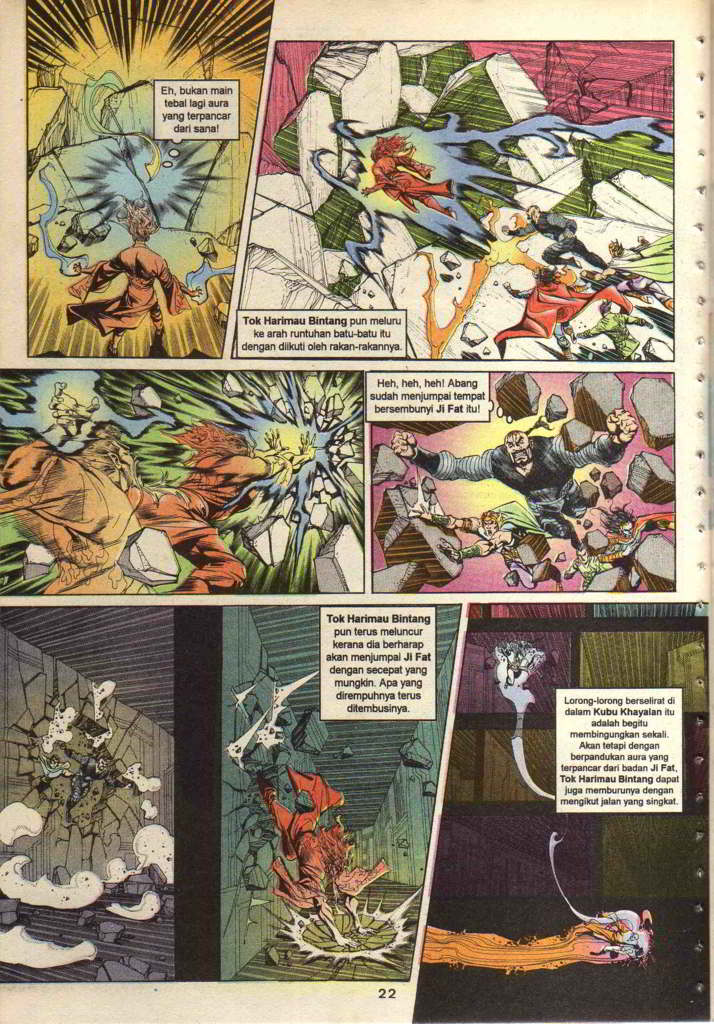 Eh, bukan main
tebal lagi aura
yang terpancar
dari sana!
Tok Harimau Bintang pun meluru
ke arah runtuhan batu-batu itu
dengan diikuti oleh rakan-rakannya.
Heh, heh, heh! Abang
sudah menjumpai tempat
bersembunyi Ji Fat itu!
Tok Harimau Bintang
pun terus meluncur
kerana dia berharap
akan menjumpai Ji Fat
dengan secepat yang
mungkin. Apa yang
dirempuhnya terus
ditembusinya.
Lorong-lorong berselirat di
dalam Kubu Khayalan itu
adalah begitu
membingungkan sekali.
Akan tetapi dengan
berpandukan aura yang
terpancar dari badan Ji Fat,
Tok Harimau Bintang dapat
juga memburunya dengan
mengikut jalan yang singkat.
22